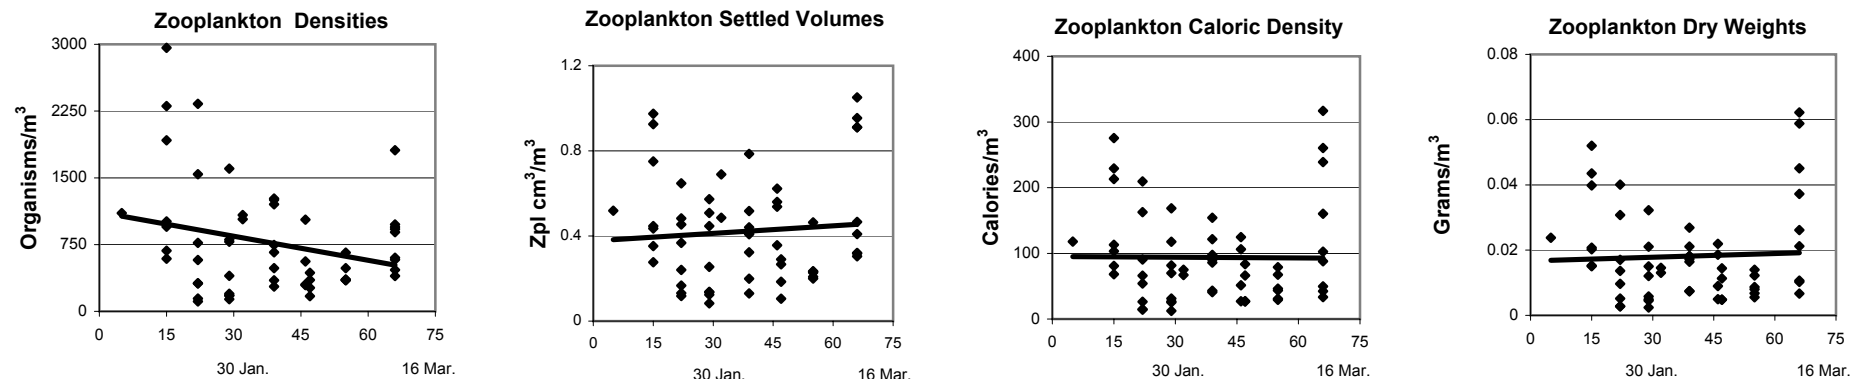 Zooplankton Densities
Organisms/m³
3000
2250
1500
750
0
0 15 30 45 60 75
30 Jan. 16 Mar.
Zooplankton Settled Volumes
Zpl cm³/m³
1.2
0.8
0.4
0
0 15 30 45 60 75
30 Jan. 16 Mar.
Zooplankton Caloric Density
Calories/m³
400
300
200
100
0
0 15 30 45 60 75
30 Jan. 16 Mar.
Zooplankton Dry Weights
Grams/m³
0.08
0.06
0.04
0.02
0
0 15 30 45 60 75
30 Jan. 16 Mar.